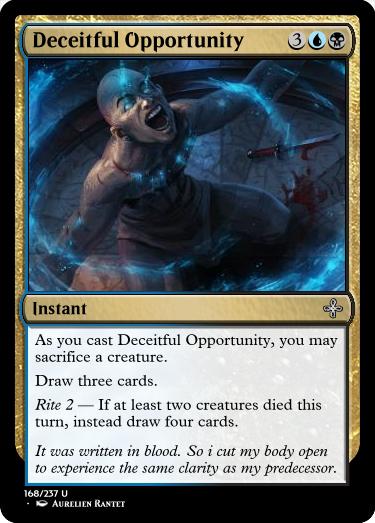 Deceitful Opportunity 3
Instant
As you cast Deceitful Opportunity, you may
sacrifice a creature.
Draw three cards.
Rite 2 — If at least two creatures died this
turn, instead draw four cards.
It was written in blood. So i cut my body open
to experience the same clarity as my predecessor.
168/237 U
· Aurelien Rantet